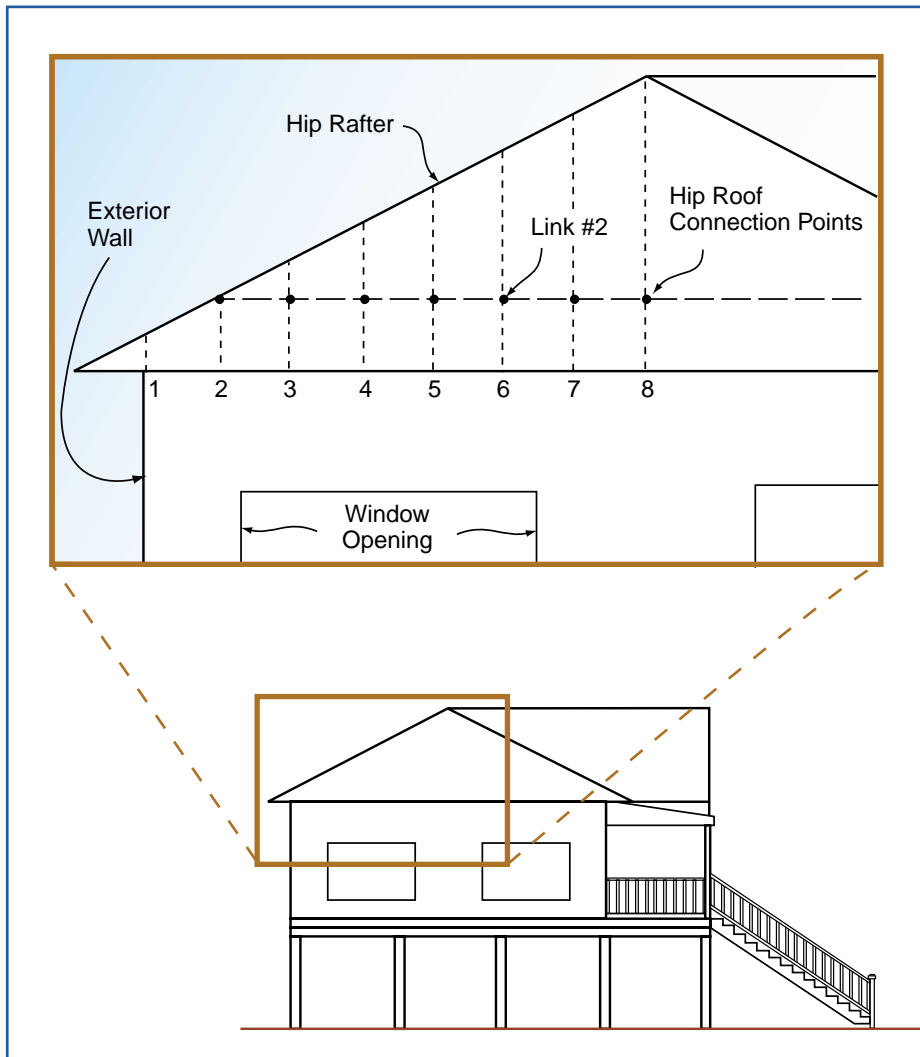 Hip Rafter
Exterior
Wall
Link #2
Hip Roof
Connection Points
1 2 3 4 5 6 7 8
Window
Opening